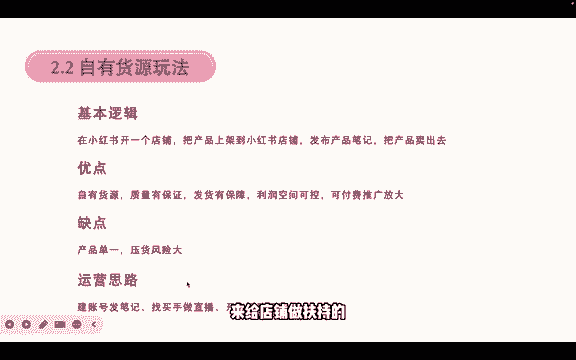 2.2 自有货源玩法
基本逻辑
在小红书开一个店铺，把产品上架到小红书店铺，发布产品笔记，把产品卖出去
优点
自有货源，质量有保证，发货有保障，利润空间可控，可付费推广放大
缺点
产品单一，压货风险大
运营思路
建账号发笔记、找买手做直播、
来给店铺做扶持的